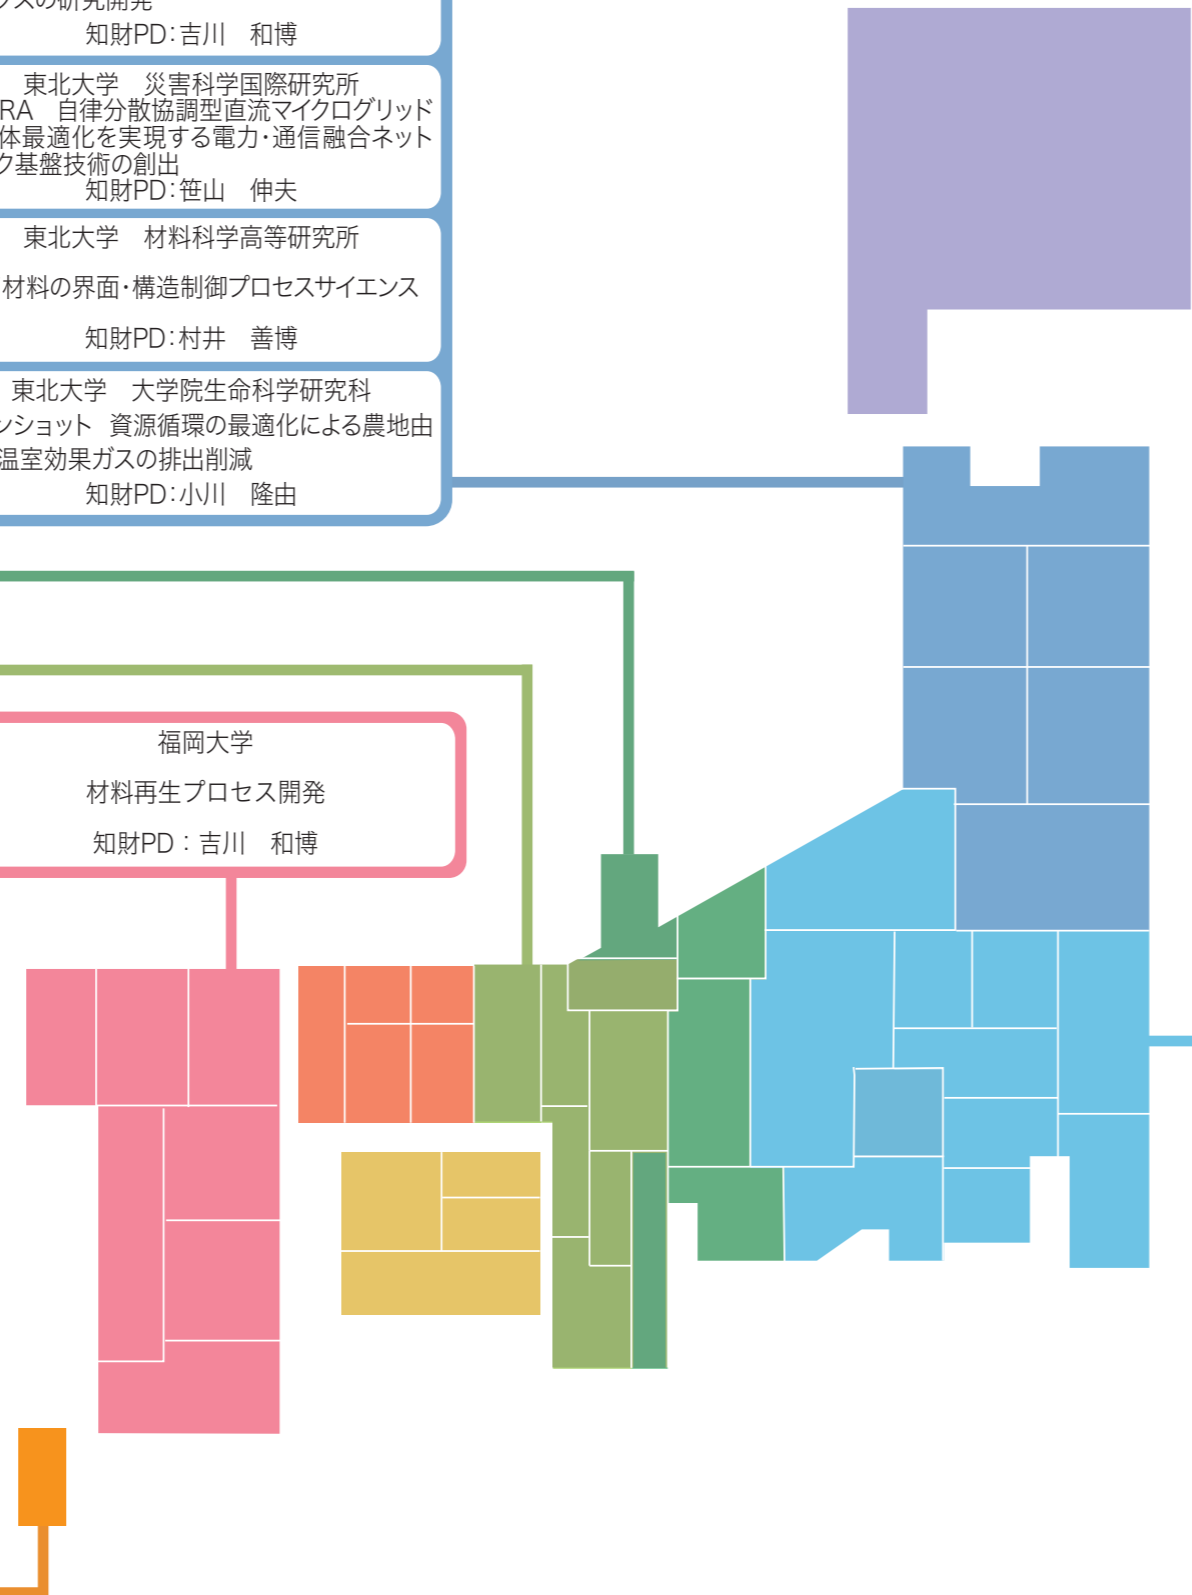 クスの研究開発
知財PD：吉川　和博
東北大学　災害科学国際研究所
RA　自律分散協調型直流マイクログリッド
体最適化を実現する電力・通信融合ネット
ク基盤技術の創出
知財PD：笹山　伸夫
東北大学　材料科学高等研究所
材料の界面・構造制御プロセスサイエンス
知財PD：村井　善博
東北大学　大学院生命科学研究科
ンショット　資源循環の最適化による農地由
温室効果ガスの排出削減
知財PD：小川　隆由
福岡大学
材料再生プロセス開発
知財PD：吉川　和博